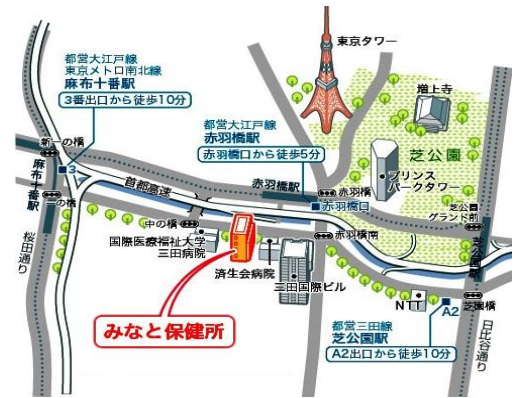 東京タワー
都営大江戸線
東京メトロ南北線
麻布十番駅
3番出口から徒歩10分
増上寺
都営大江戸線
赤羽橋駅
赤羽橋口から徒歩5分
芝公園
新一の橋
3
麻布十番駅
首都高速
赤羽橋駅
赤羽橋
プリンス
パークタワー
一の橋
赤羽橋口
芝公園
グランド前
中の橋
赤羽橋南
桜田通り
国際医療福祉大学
三田病院
済生会病院
三田国際ビル
芝公園駅
NTT
A2
芝園橋
みなと保健所
都営三田線
芝公園駅
A2出口から徒歩10分
日比谷通り